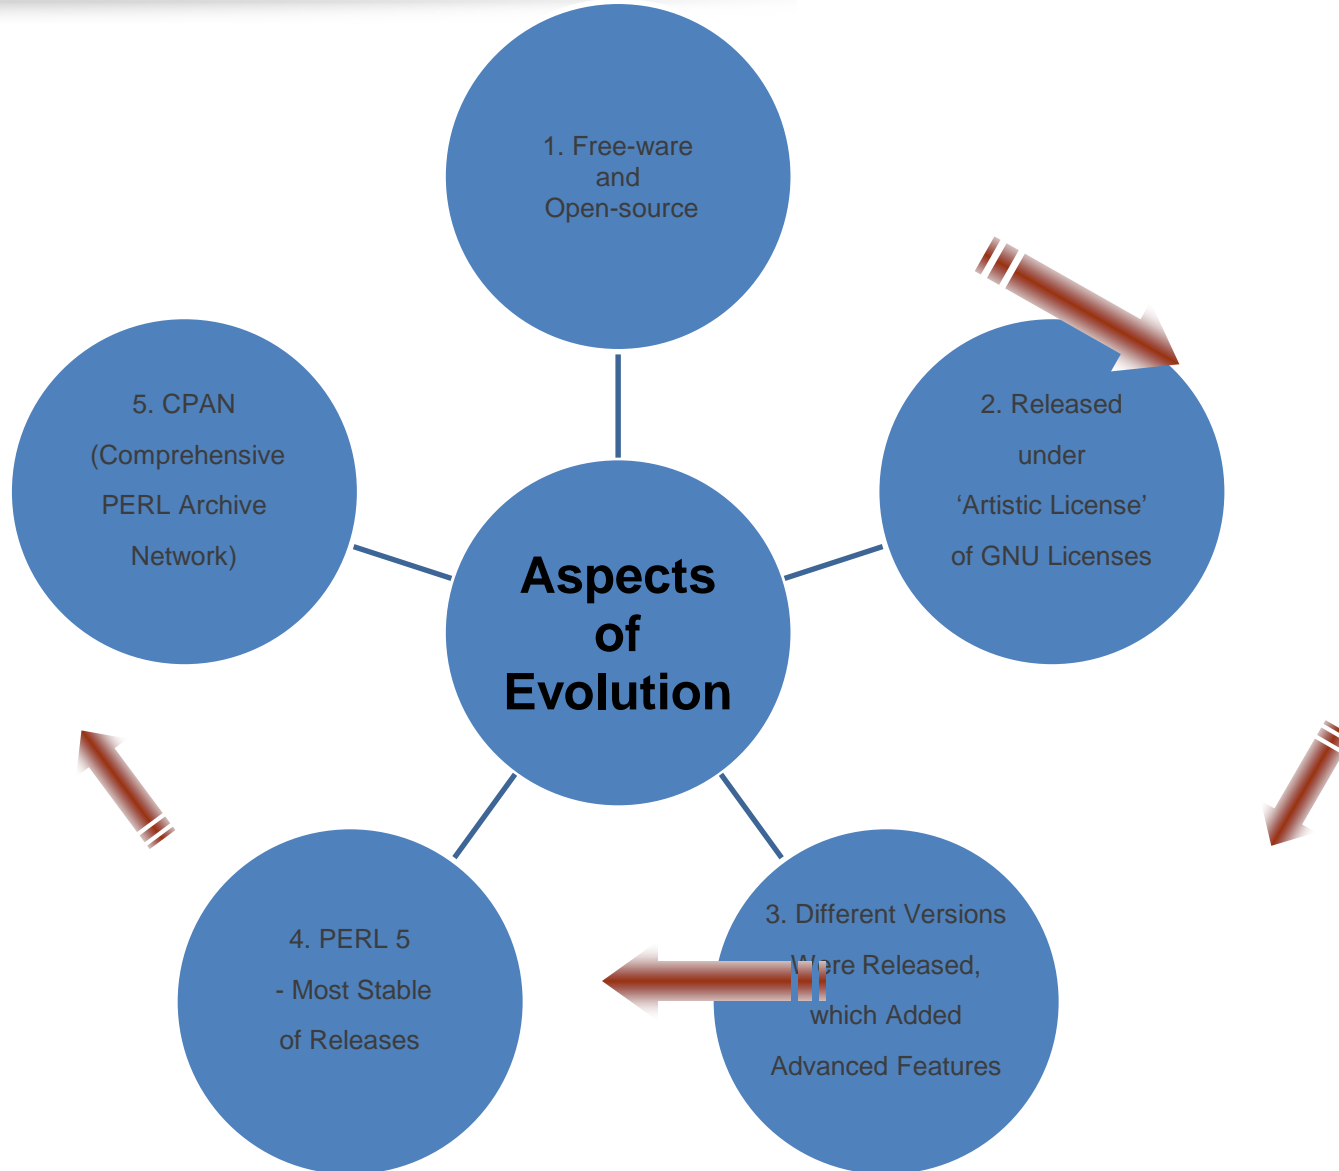 1. Free-ware
and
Open-source
2. Released
under
‘Artistic License’
of GNU Licenses
3. Different Versions
Were Released,
which Added
Advanced Features
4. PERL 5
- Most Stable
of Releases
5. CPAN
(Comprehensive
PERL Archive
Network)
Aspects
of
Evolution